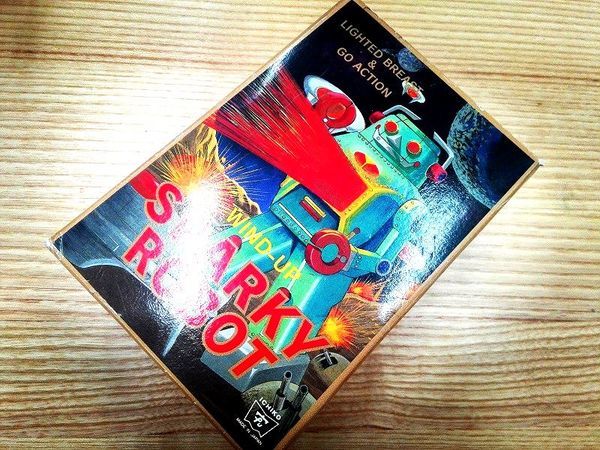 LIGHTED BREAST
&
GO ACTION
WIND-UP
SPARKY
ROBOT
ICHIKO
MADE IN JAPAN